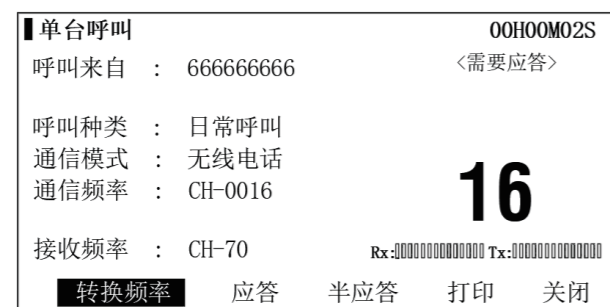 单台呼叫 00H00M02S
呼叫来自 : 666666666 <需要应答>
呼叫种类 : 日常呼叫
通信模式 : 无线电话
通信频率 : CH-0016 16
接收频率 : CH-70 Rx: Tx:
转换频率 应答 半应答 打印 关闭